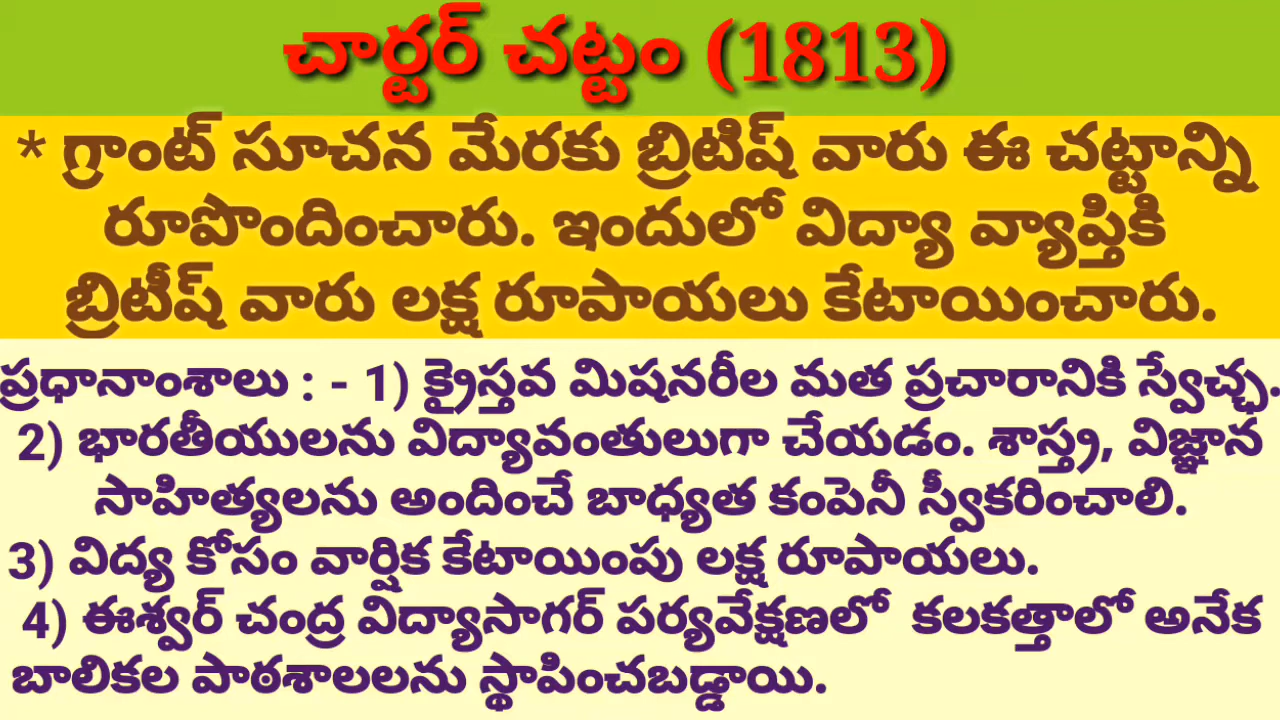 చార్టర్ చట్టం (1813)
* గ్రాంట్ సూచన మేరకు బ్రిటిష్ వారు ఈ చట్టాన్ని
రూపొందించారు. ఇందులో విద్యా వ్యాప్తికి
బ్రిటీష్ వారు లక్ష రూపాయలు కేటాయించారు.
ప్రధానాంశాలు : - 1) క్రైస్తవ మిషనరీల మత ప్రచారానికి స్వేచ్ఛ.
2) భారతీయులను విద్యావంతులుగా చేయడం. శాస్త్ర, విజ్ఞాన
సాహిత్యలను అందించే బాధ్యత కంపెనీ స్వీకరించాలి.
3) విద్య కోసం వార్షిక కేటాయింపు లక్ష రూపాయలు.
4) ఈశ్వర్ చంద్ర విద్యాసాగర్ పర్యవేక్షణలో కలకత్తాలో అనేక
బాలికల పాఠశాలలను స్థాపించబడ్డాయి.